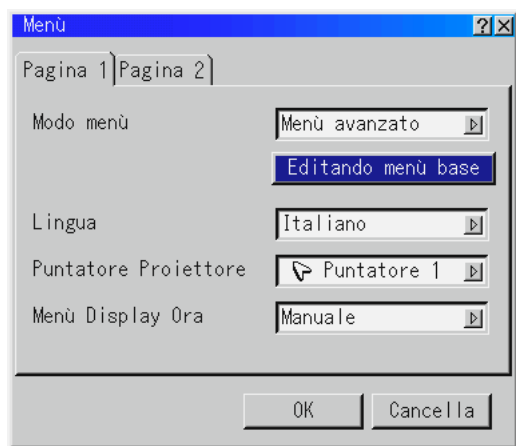 Menù
Pagina 1 Pagina 2
Modo menù Menù avanzato
Editando menù base
Lingua Italiano
Puntatore Proiettore Puntatore 1
Menù Display Ora Manuale
OK Cancella